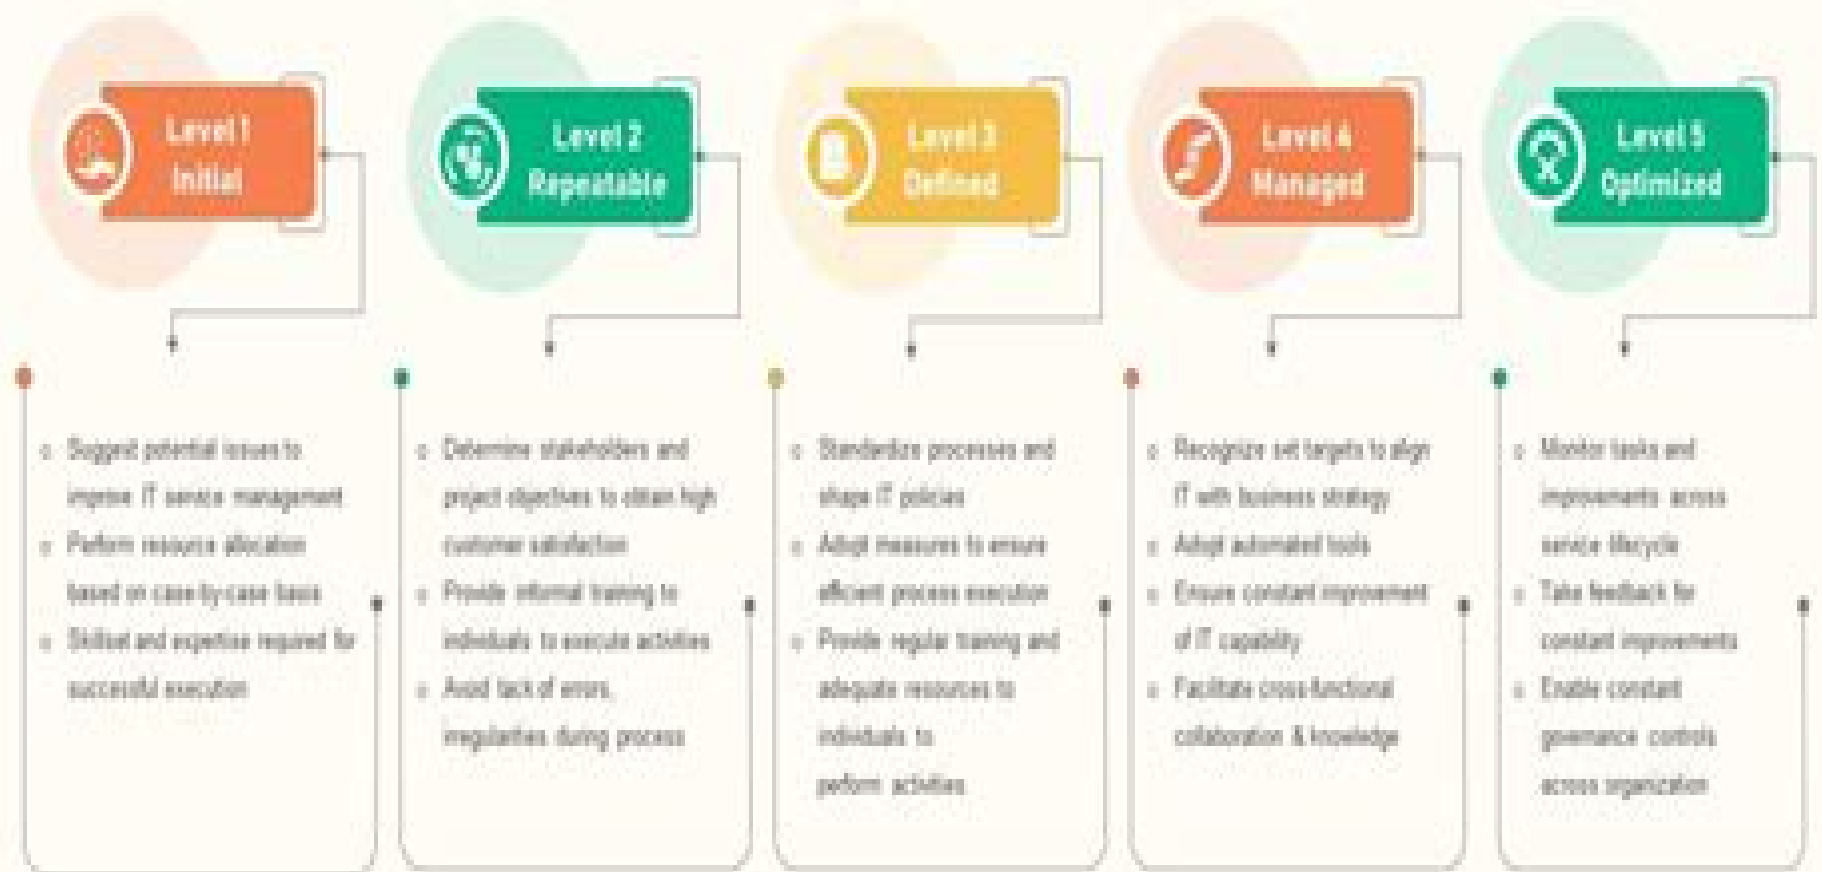 Level 1
Initial
Level 2
Repeatable
Level 3
Defined
Level 4
Managed
Level 5
Optimized
Suggest potential issues to
improve IT service management
Perform resource allocation
based on case-by-case basis
Skillset and expertise required for
successful execution
Determine stakeholders and
project objectives to obtain high
customer satisfaction
Provide informal training to
individuals to execute activities
Avoid lack of errors,
irregularities during process
Standardize processes and
shape IT policies
Adopt measures to ensure
efficient process execution
Provide regular training and
adequate resources to
individuals to
perform activities
Recognize set targets to align
IT with business strategy
Adopt automated tools
Ensure constant improvement
of IT capability
Facilitate cross-functional
collaboration & knowledge
Monitor tasks and
improvements across
service lifecycle
Take feedback for
constant improvements
Enable constant
governance controls
across organization